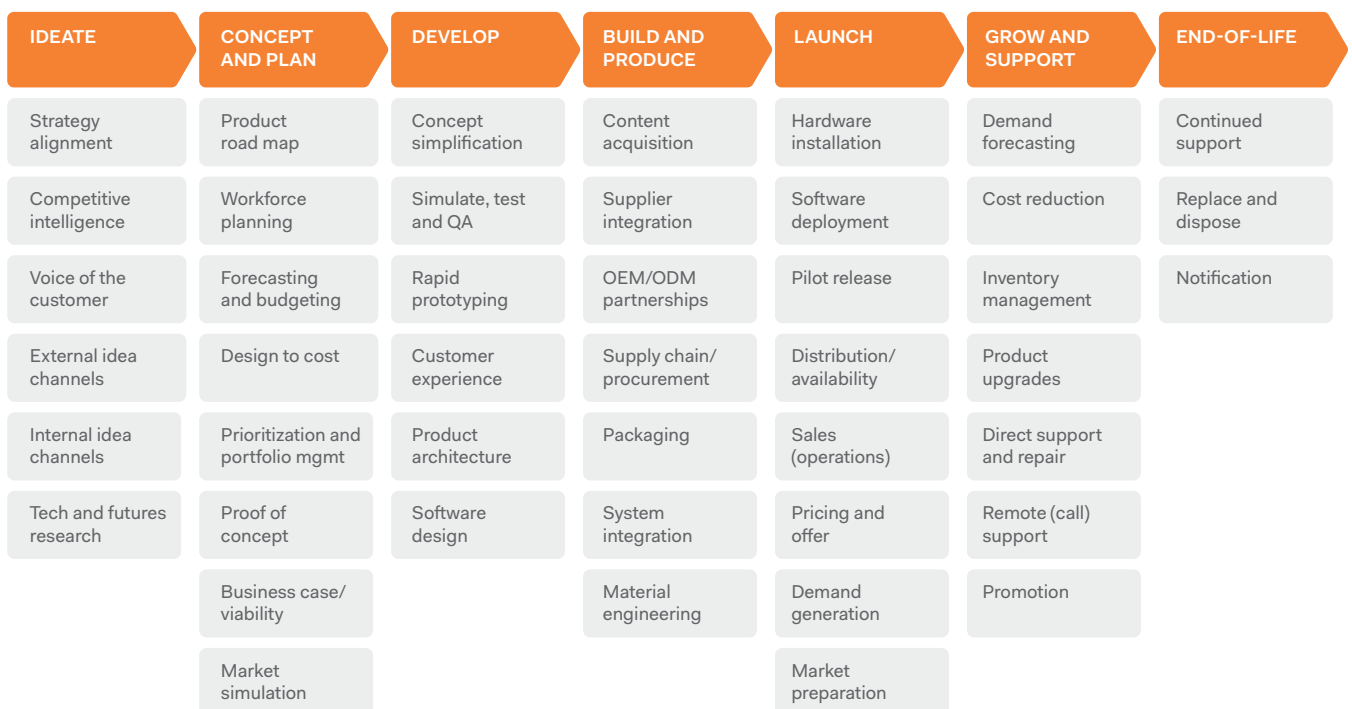 IDEATE
Strategy
alignment
Competitive
intelligence
Voice of the
customer
External idea
channels
Internal idea
channels
Tech and futures
research
CONCEPT
AND PLAN
Product
road map
Workforce
planning
Forecasting
and budgeting
Design to cost
Prioritization and
portfolio mgmt
Proof of
concept
Business case/
viability
Market
simulation
DEVELOP
Concept
simplification
Simulate, test
and QA
Rapid
prototyping
Customer
experience
Product
architecture
Software
design
BUILD AND
PRODUCE
Content
acquisition
Supplier
integration
OEM/ODM
partnerships
Supply chain/
procurement
Packaging
System
integration
Material
engineering
LAUNCH
Hardware
installation
Software
deployment
Pilot release
Distribution/
availability
Sales
(operations)
Pricing and
offer
Demand
generation
Market
preparation
GROW AND
SUPPORT
Demand
forecasting
Cost reduction
Inventory
management
Product
upgrades
Direct support
and repair
Remote (call)
support
Promotion
END-OF-LIFE
Continued
support
Replace and
dispose
Notification